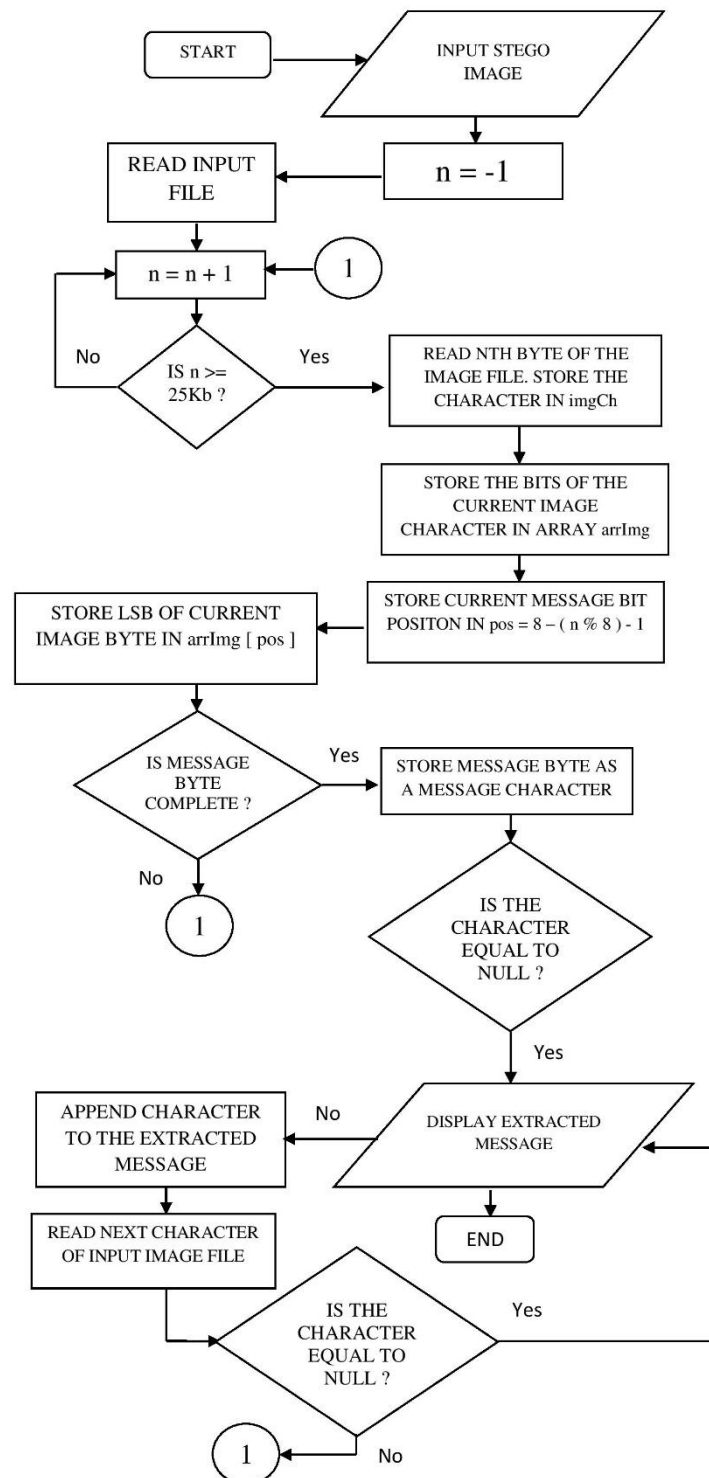 START
INPUT STEGO
IMAGE
n = -1
READ INPUT
FILE
n = n + 1
1
No
Yes
IS n >=
25Kb ?
READ NTH BYTE OF THE
IMAGE FILE. STORE THE
CHARACTER IN imgCh
STORE THE BITS OF THE
CURRENT IMAGE
CHARACTER IN ARRAY arrImg
STORE CURRENT MESSAGE BIT
POSITON IN pos = 8 – ( n % 8 ) - 1
STORE LSB OF CURRENT
IMAGE BYTE IN arrImg [ pos ]
IS MESSAGE
BYTE
COMPLETE ?
Yes
STORE MESSAGE BYTE AS
A MESSAGE CHARACTER
No
1
IS THE
CHARACTER
EQUAL TO
NULL ?
Yes
DISPLAY EXTRACTED
MESSAGE
No
APPEND CHARACTER
TO THE EXTRACTED
MESSAGE
END
READ NEXT CHARACTER
OF INPUT IMAGE FILE
IS THE
CHARACTER
EQUAL TO
NULL ?
Yes
No
1